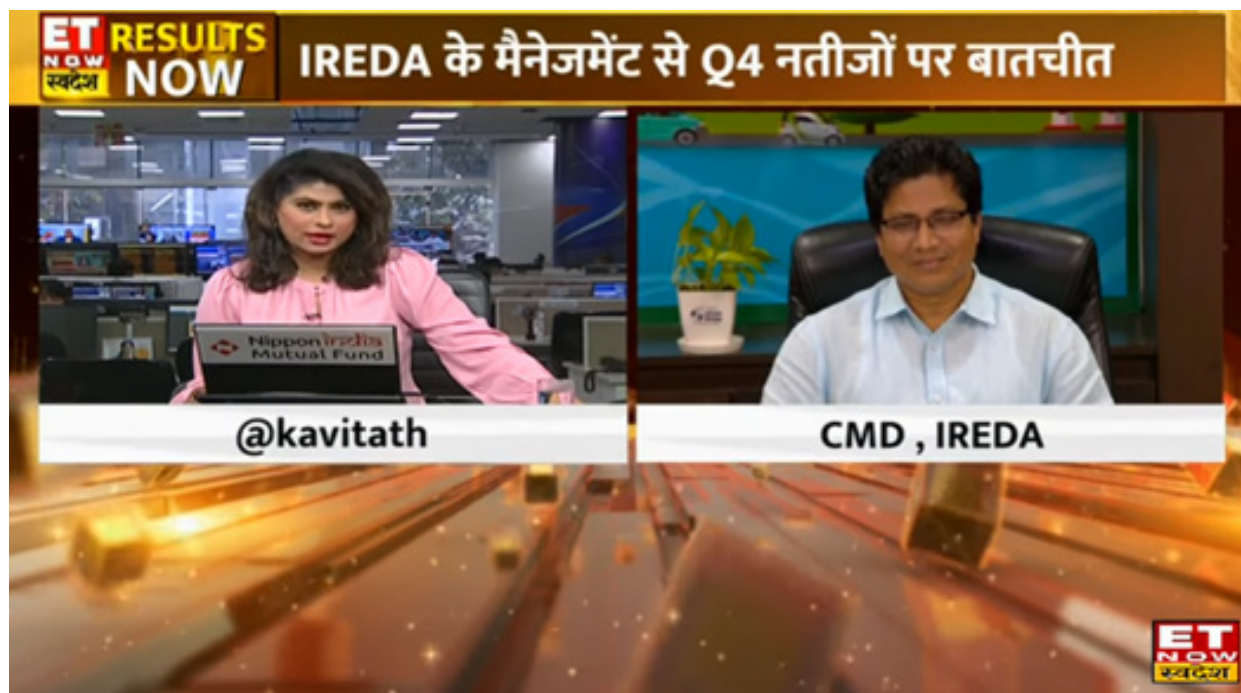 ET
NOW
स्वदेश
RESULTS
NOW
IREDA के मैनेजमेंट से Q4 नतीजों पर बातचीत
Nippon india
Mutual Fund
@kavitath
CMD , IREDA
ET
NOW
स्वदेश